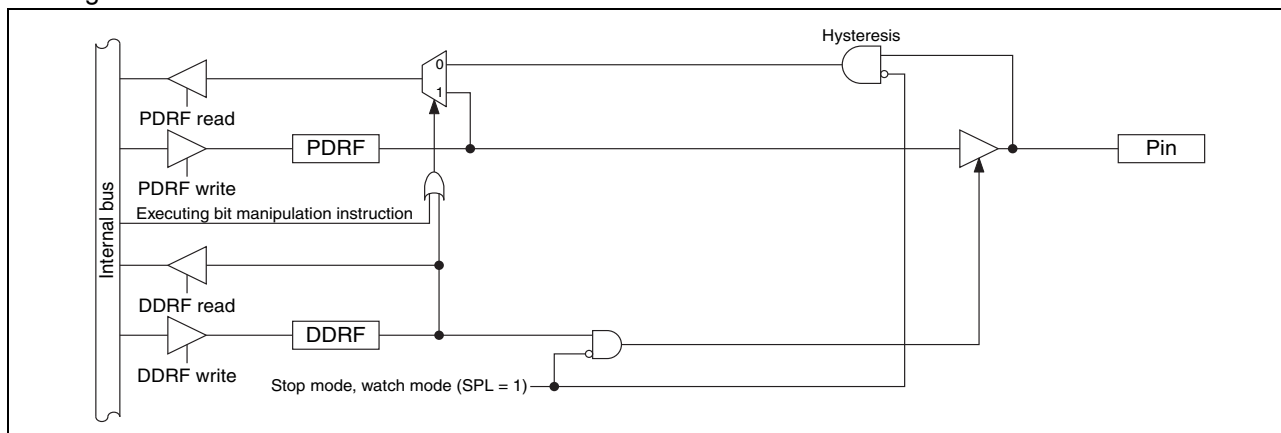 Hysteresis
0
1
PDRF read
PDRF
Pin
PDRF write
Executing bit manipulation instruction
Internal bus
DDRF read
DDRF
DDRF write
Stop mode, watch mode (SPL = 1)